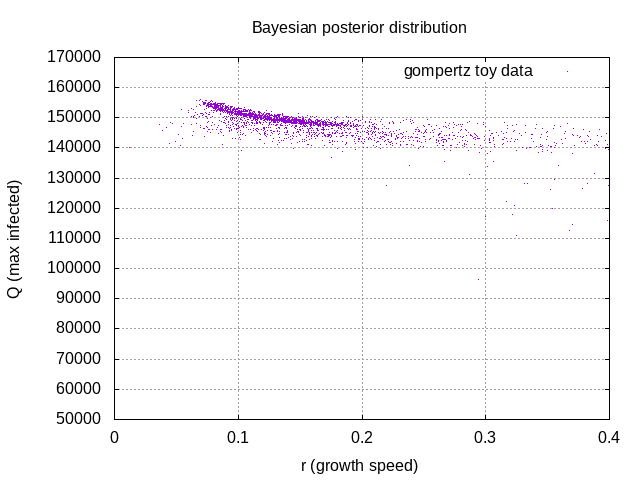 Bayesian posterior distribution
gompertz toy data
170000
160000
150000
140000
130000
120000
110000
100000
90000
80000
70000
60000
50000
Q (max infected)
0 0.1 0.2 0.3 0.4
r (growth speed)